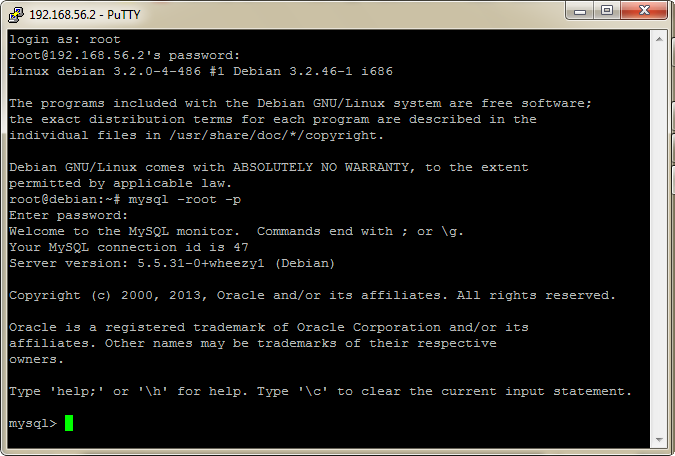 192.168.56.2 - PuTTY
login as: root
root@192.168.56.2's password:
Linux debian 3.2.0-4-486 #1 Debian 3.2.46-1 i686
The programs included with the Debian GNU/Linux system are free software;
the exact distribution terms for each program are described in the
individual files in /usr/share/doc/*/copyright.
Debian GNU/Linux comes with ABSOLUTELY NO WARRANTY, to the extent
permitted by applicable law.
root@debian:~# mysql -root -p
Enter password:
Welcome to the MySQL monitor.  Commands end with ; or \g.
Your MySQL connection id is 47
Server version: 5.5.31-0+wheezy1 (Debian)
Copyright (c) 2000, 2013, Oracle and/or its affiliates. All rights reserved.
Oracle is a registered trademark of Oracle Corporation and/or its
affiliates. Other names may be trademarks of their respective
owners.
Type 'help;' or '\h' for help. Type '\c' to clear the current input statement.
mysql>